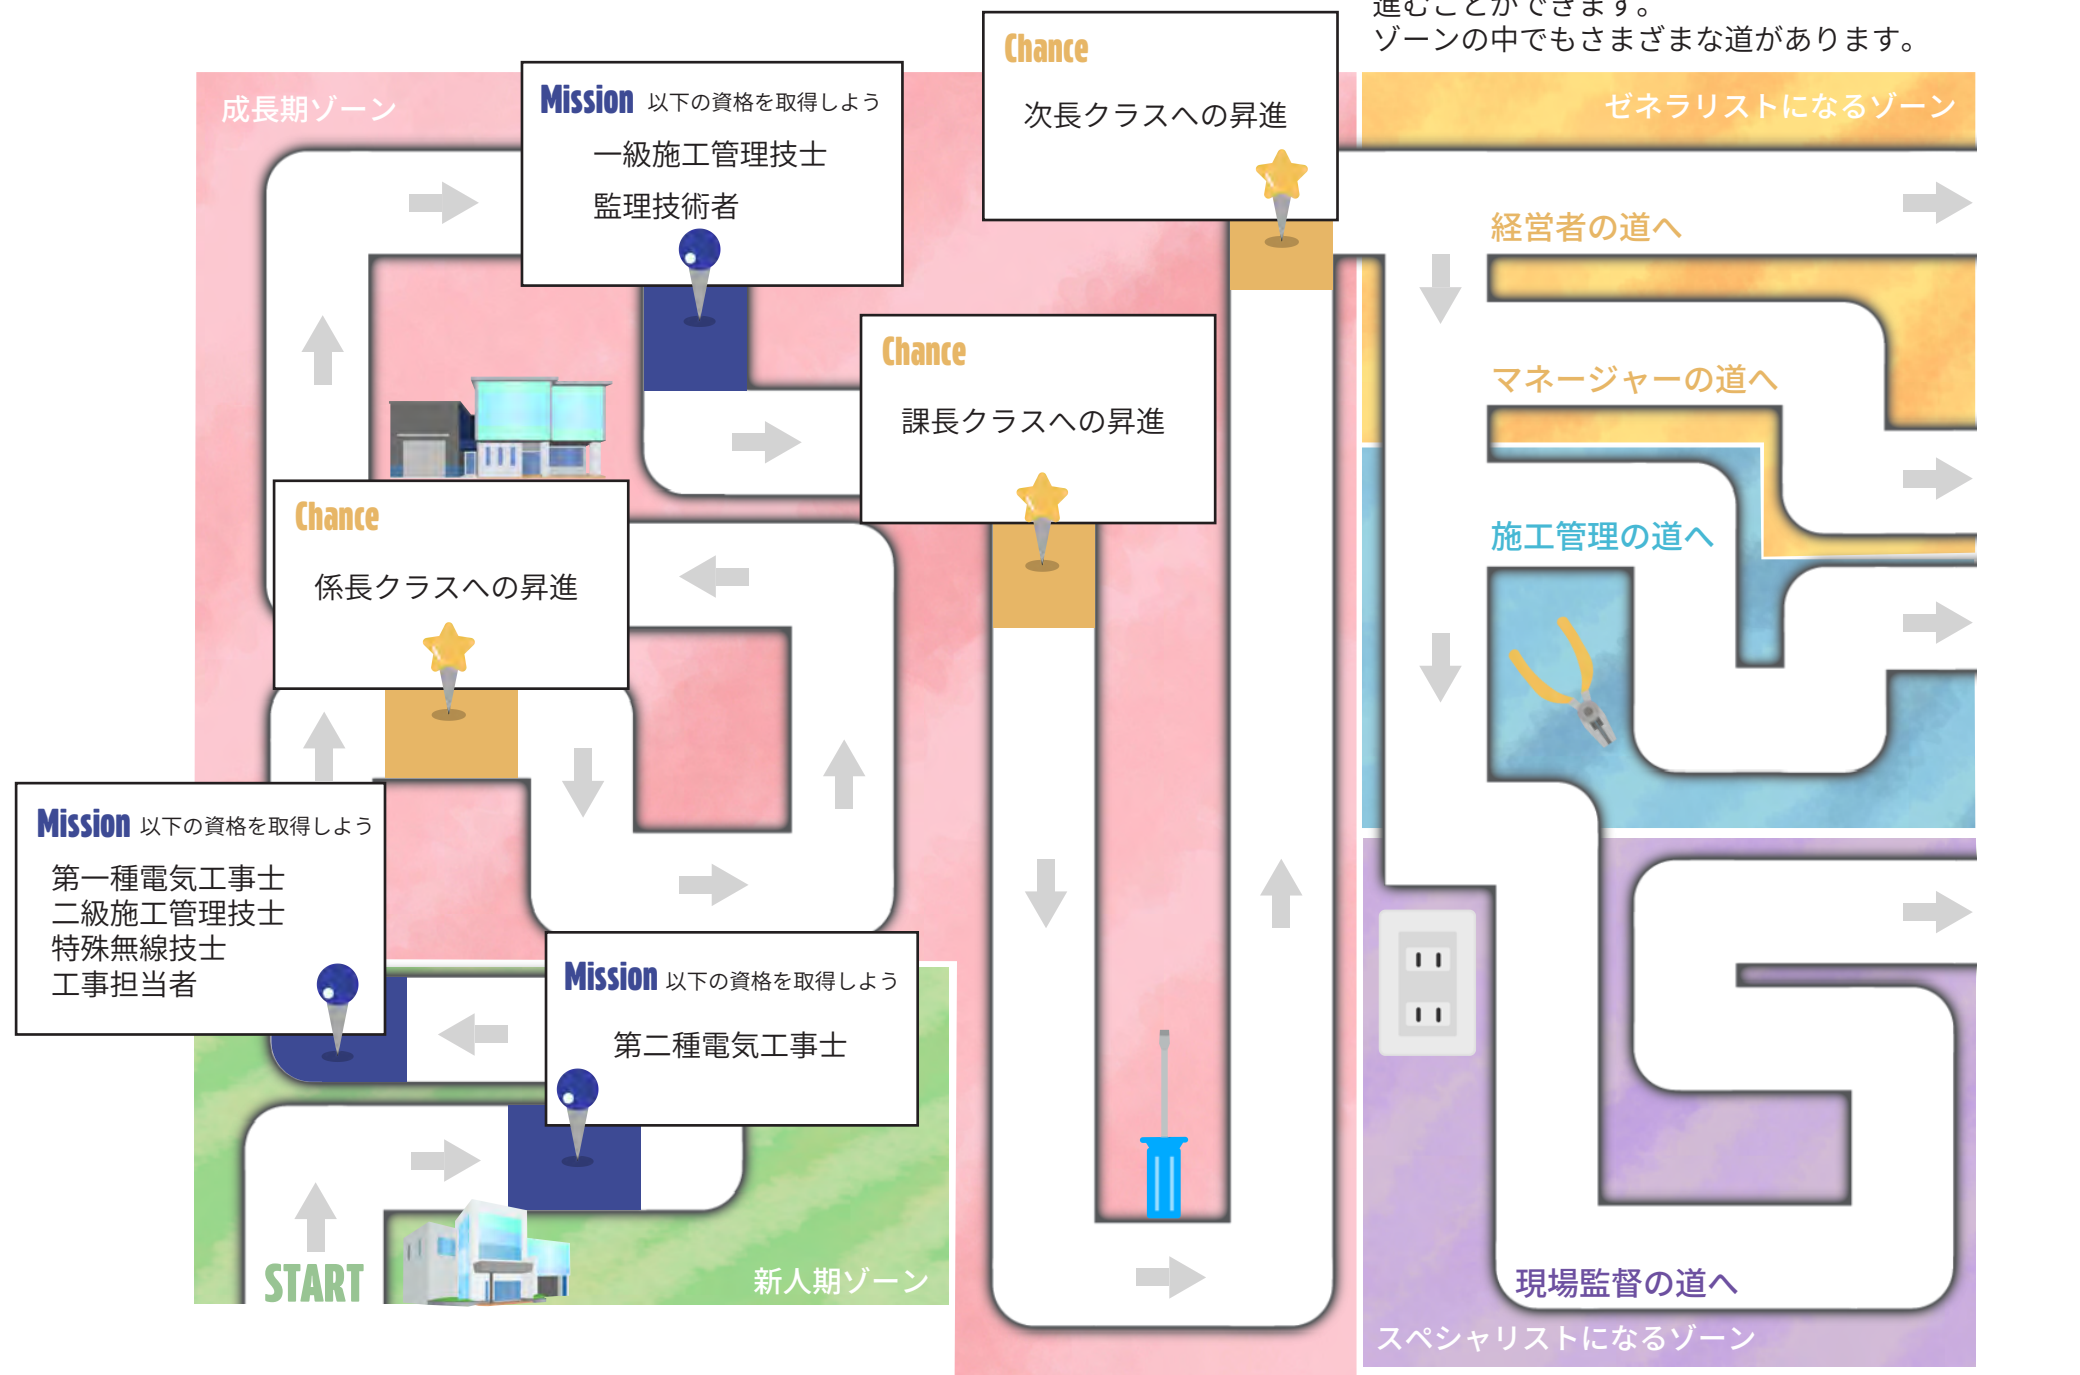 進むことができます。
ゾーンの中でもさまざまな道があります。
成長期ゾーン
Mission 以下の資格を取得しよう
一級施工管理技士
監理技術者
Chance
次長クラスへの昇進
ゼネラリストになるゾーン
経営者の道へ
Chance
課長クラスへの昇進
マネージャーの道へ
Chance
係長クラスへの昇進
施工管理の道へ
Mission 以下の資格を取得しよう
第一種電気工事士
二級施工管理技士
特殊無線技士
工事担当者
Mission 以下の資格を取得しよう
第二種電気工事士
START
新人期ゾーン
現場監督の道へ
スペシャリストになるゾーン